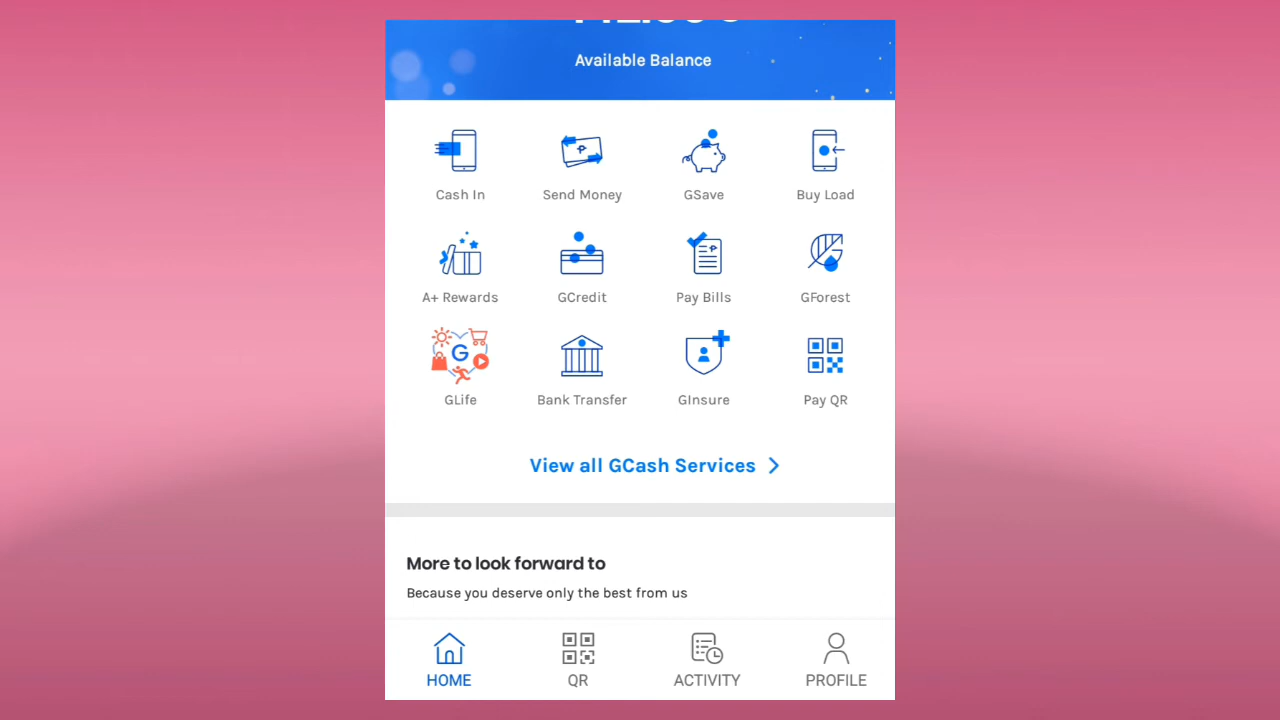 Available Balance
Cash In
Send Money
GSave
Buy Load
A+ Rewards
GCredit
Pay Bills
GForest
G
GLife
Bank Transfer
GInsure
Pay QR
View all GCash Services
More to look forward to
Because you deserve only the best from us
HOME
QR
ACTIVITY
PROFILE